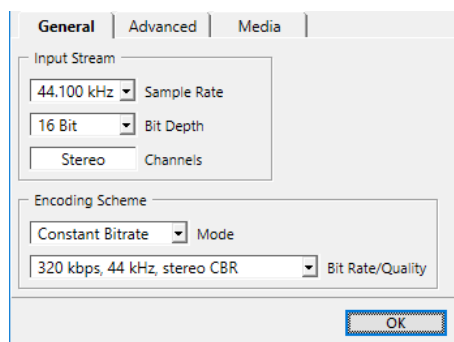 General Advanced Media
Input Stream
44.100 kHz Sample Rate
16 Bit Bit Depth
Stereo Channels
Encoding Scheme
Constant Bitrate Mode
320 kbps, 44 kHz, stereo CBR Bit Rate/Quality
OK